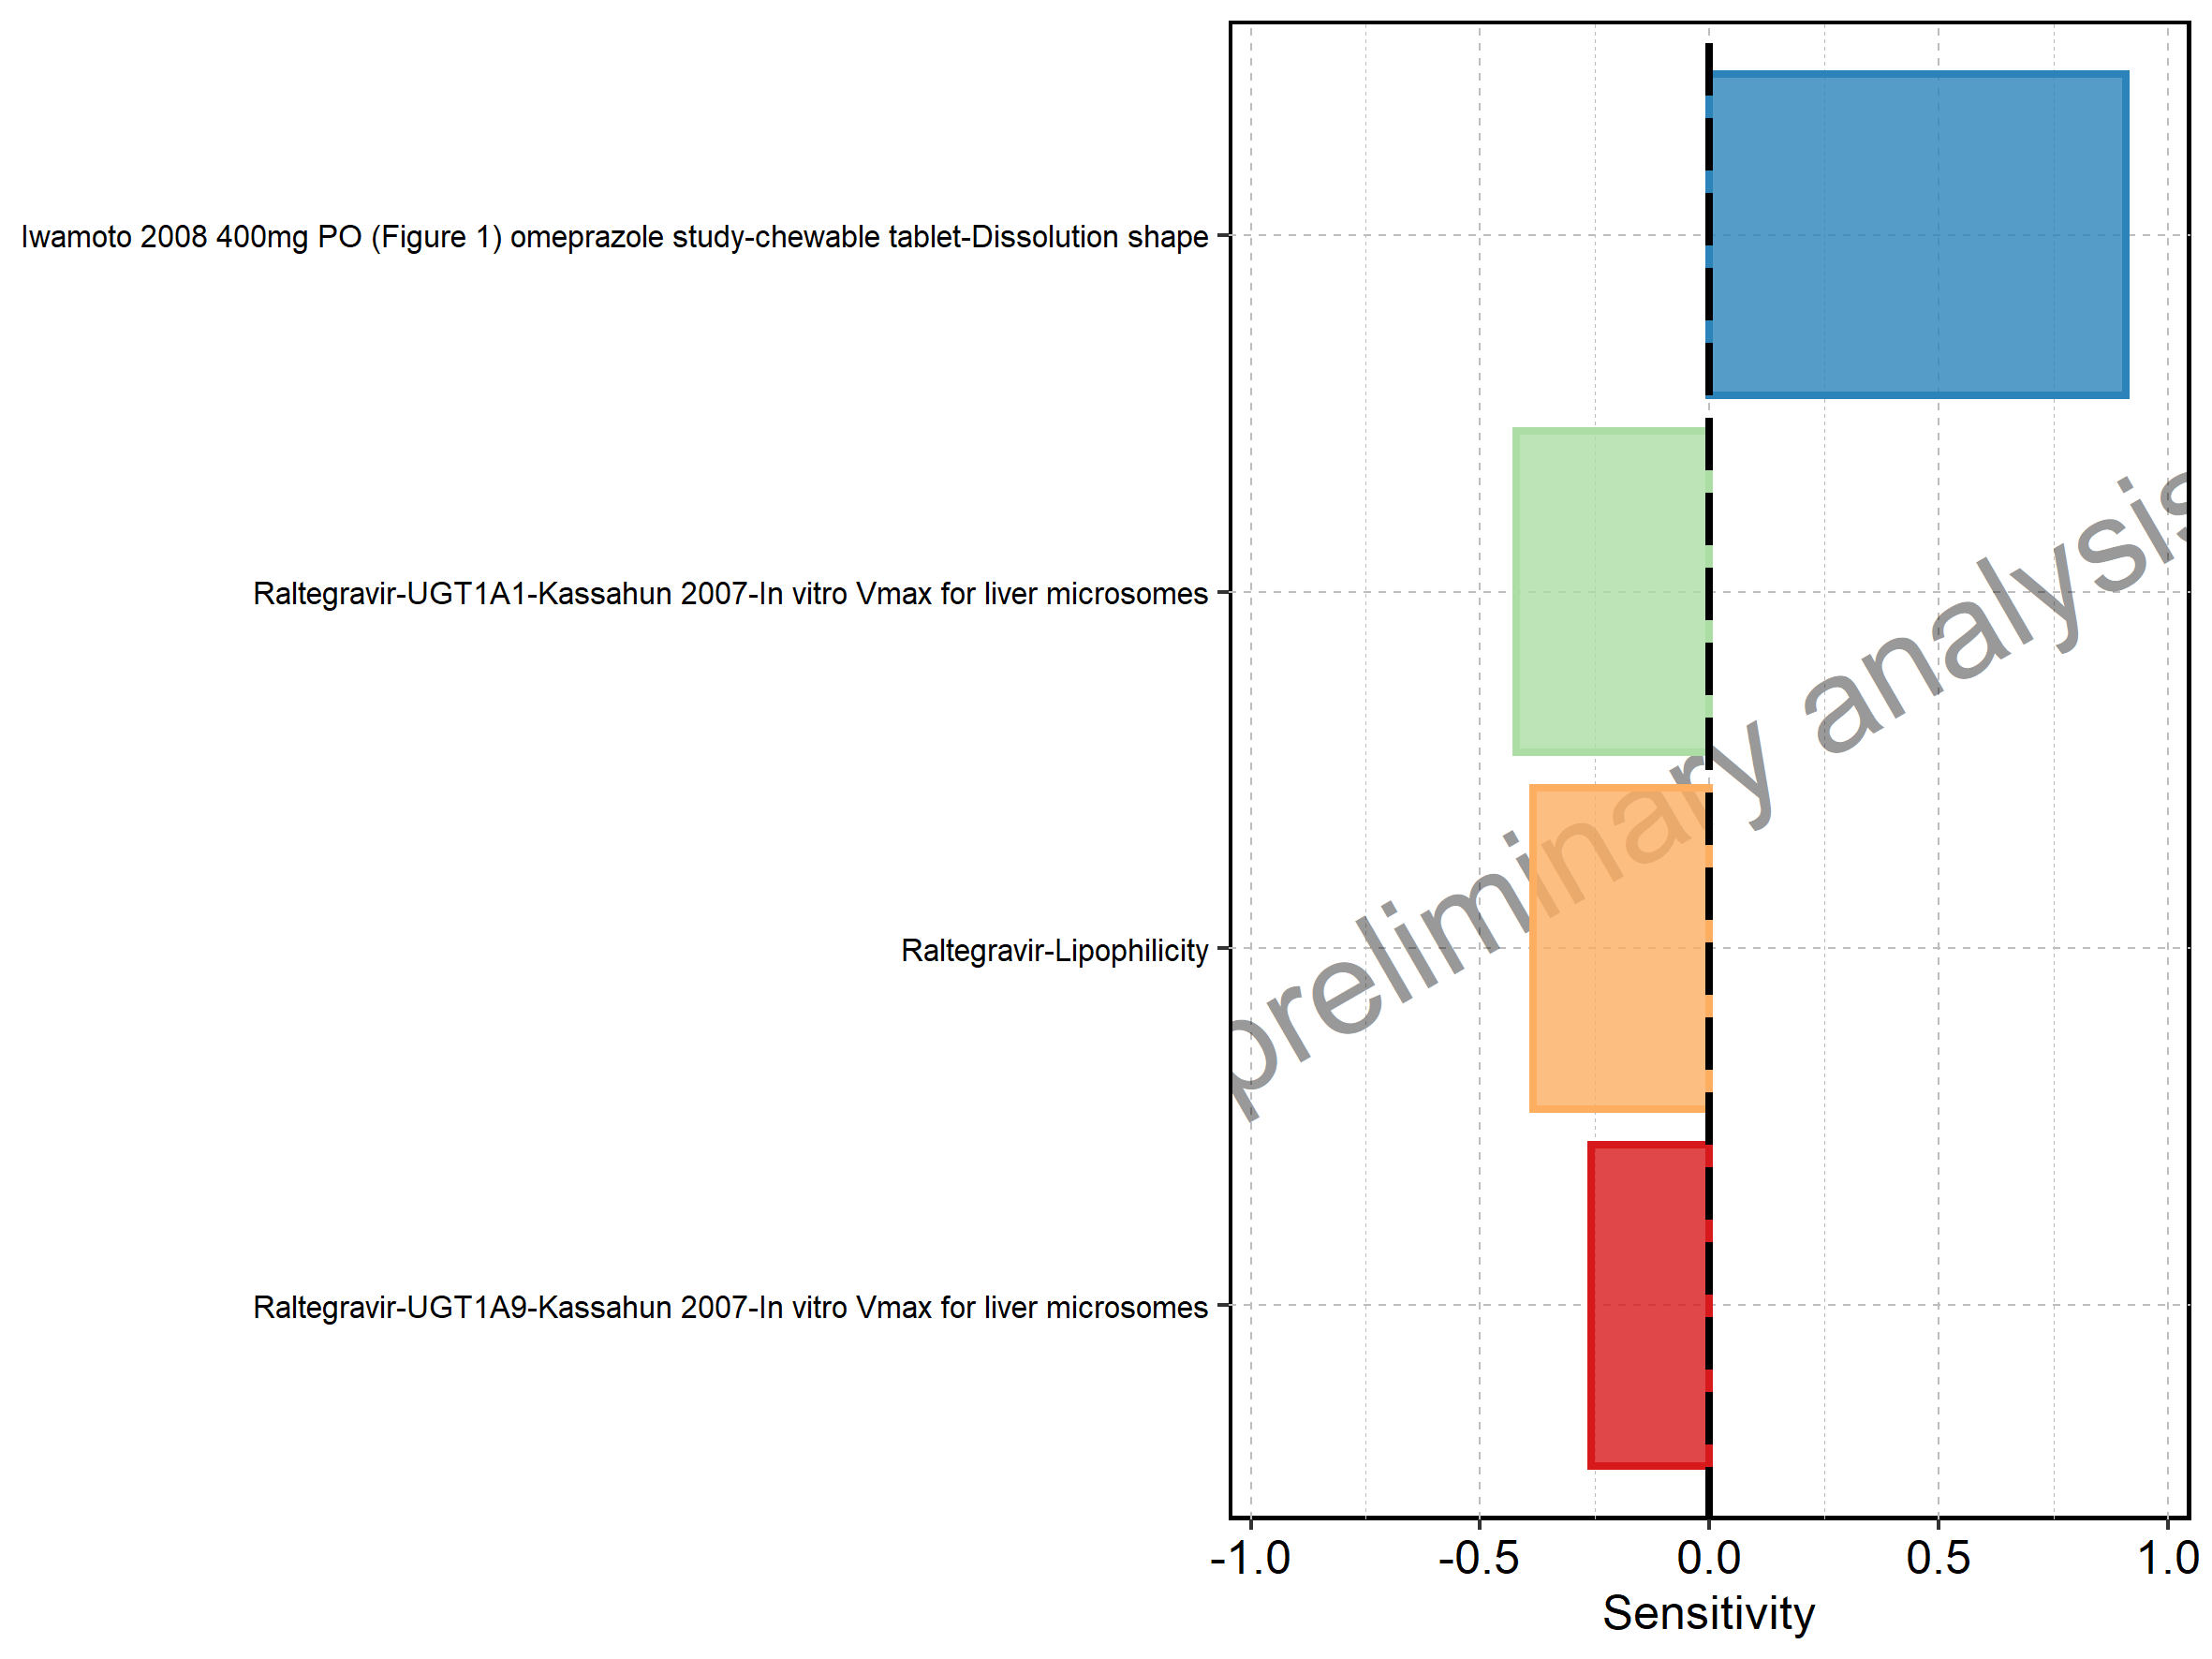 Iwamoto 2008 400mg PO (Figure 1) omeprazole study-chewable tablet-Dissolution shape
Raltegravir-UGT1A1-Kassahun 2007-In vitro Vmax for liver microsomes
Raltegravir-Lipophilicity
Raltegravir-UGT1A9-Kassahun 2007-In vitro Vmax for liver microsomes
preliminary analysis
-1.0 -0.5 0.0 0.5 1.0
Sensitivity